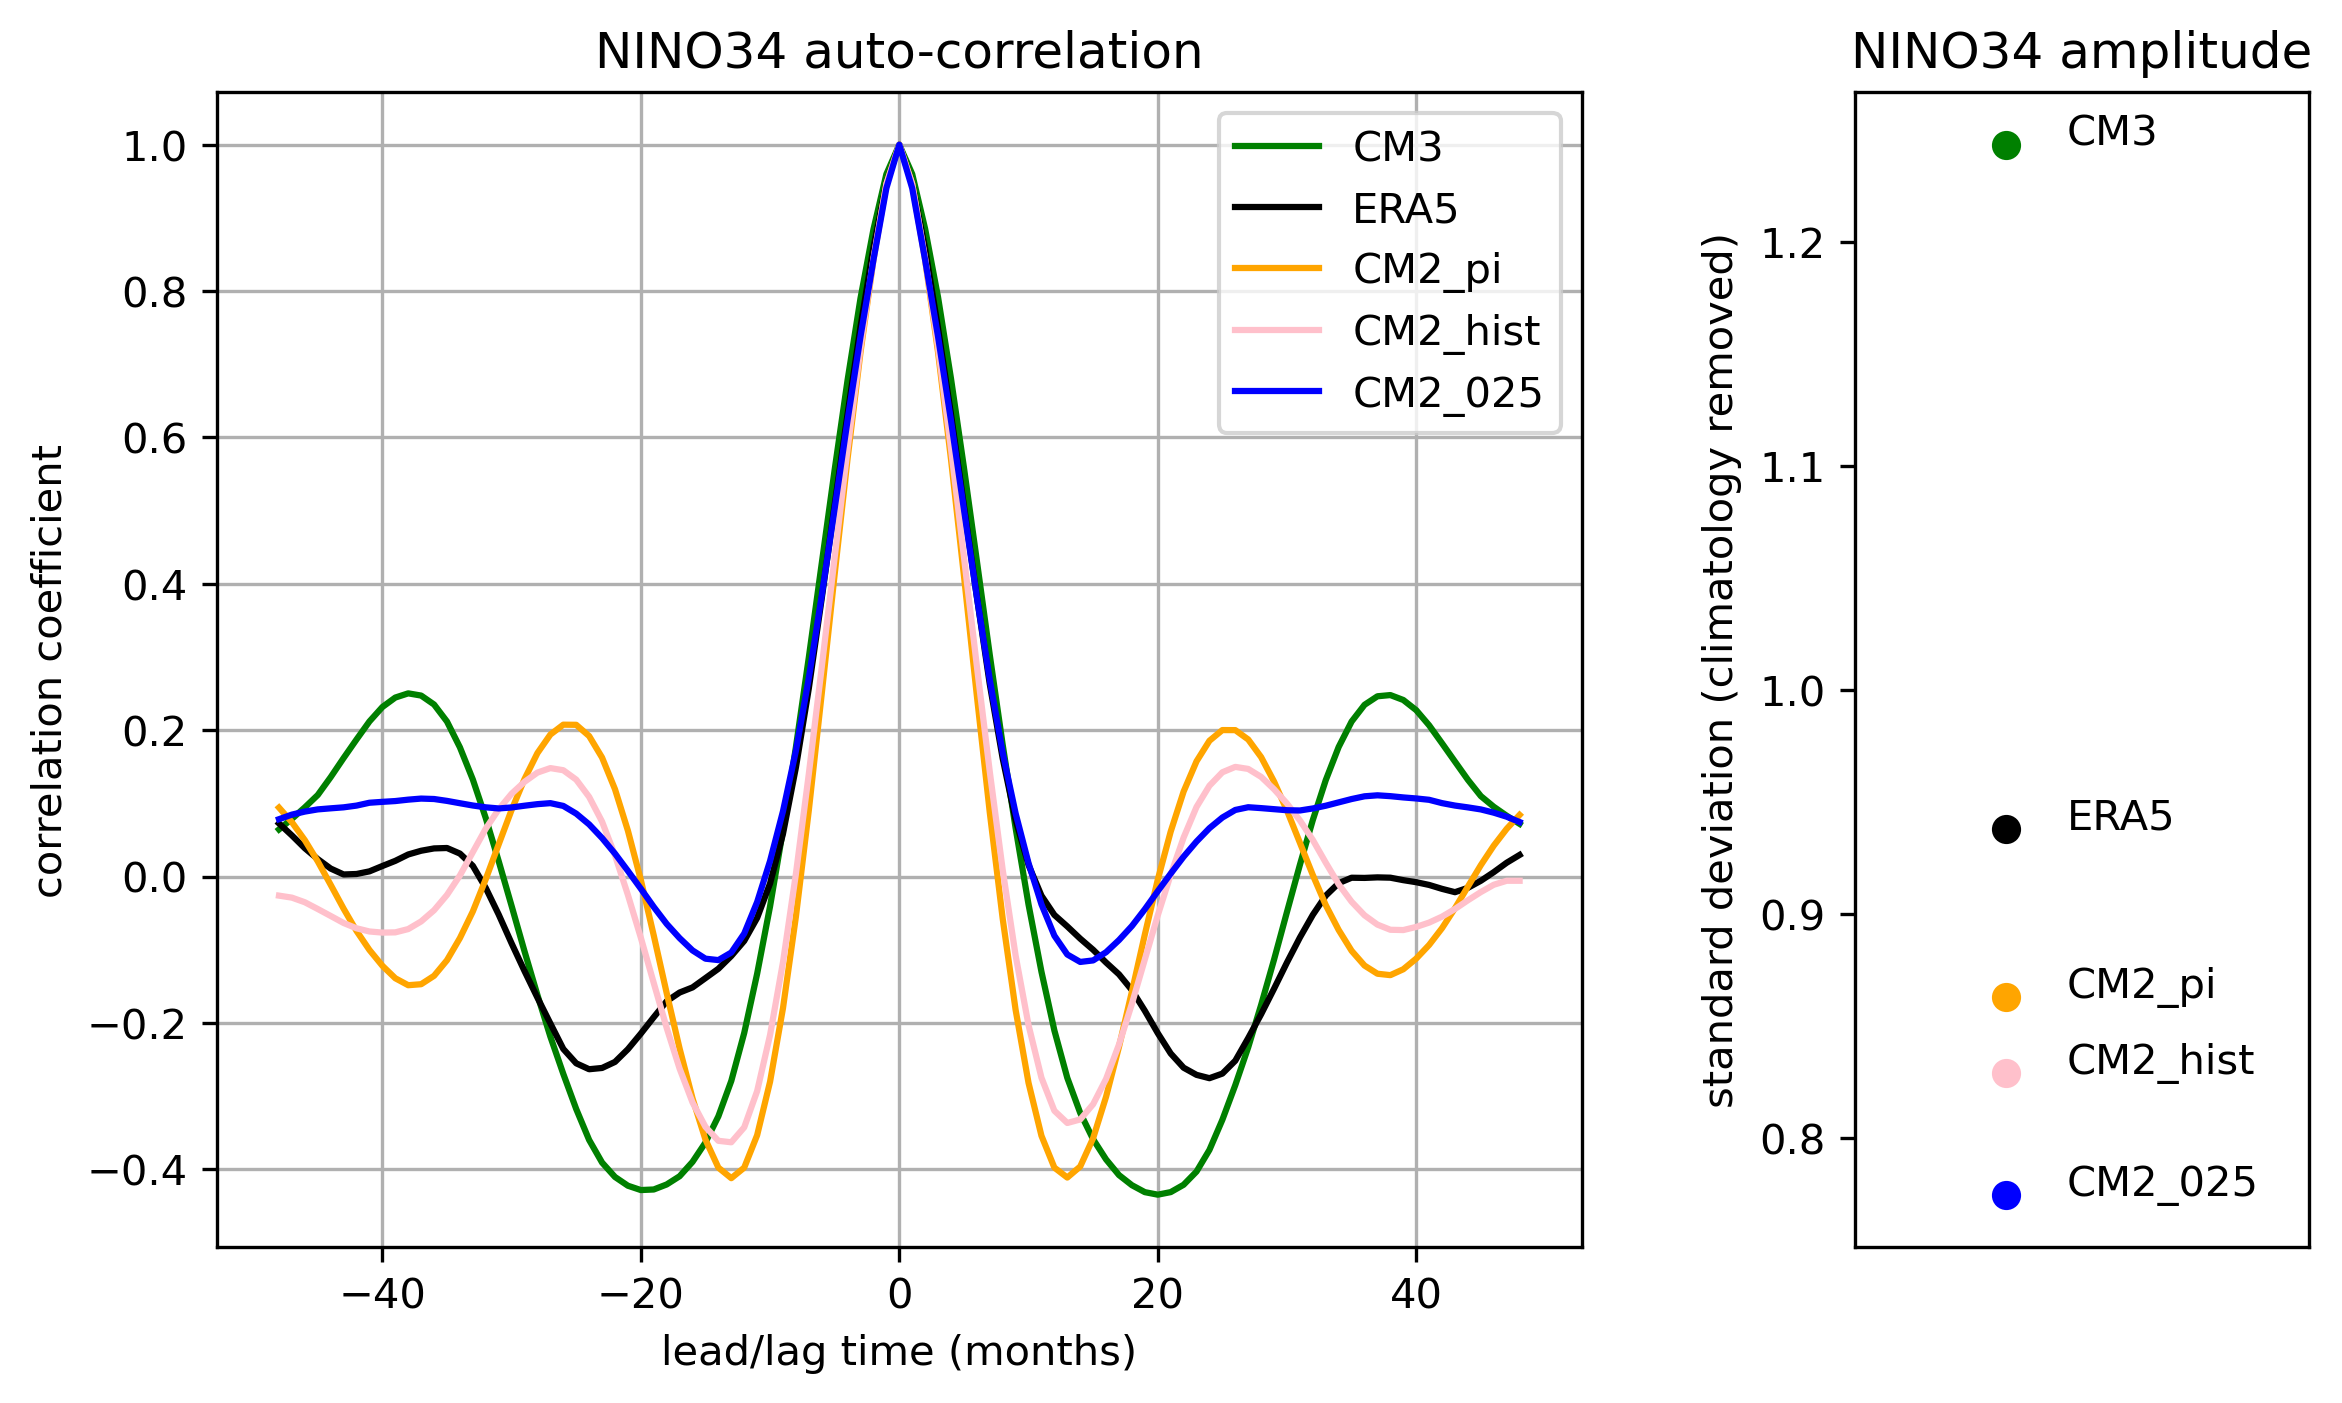 NINO34 auto-correlation
correlation coefficient
1.0
0.8
0.6
0.4
0.2
0.0
−0.2
−0.4
−40
−20
0
20
40
lead/lag time (months)
CM3
ERA5
CM2_pi
CM2_hist
CM2_025
NINO34 amplitude
standard deviation (climatology removed)
1.2
1.1
1.0
0.9
0.8
CM3
ERA5
CM2_pi
CM2_hist
CM2_025